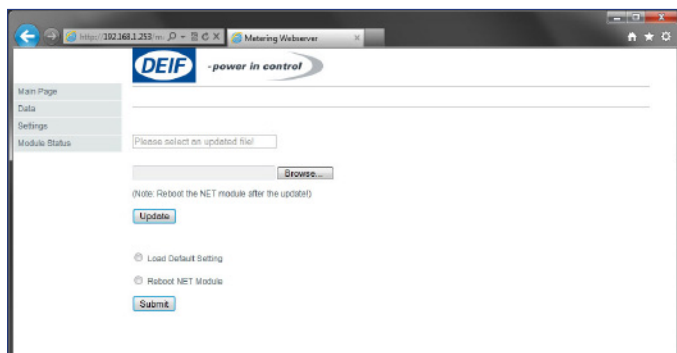 http://192.168.1.253/m
Metering Webserver
DEIF
-power in control
Main Page
Data
Settings
Module Status
Please select an updated file!
Browse...
(Note: Reboot the NET module after the update!)
Update
Load Default Setting
Reboot NET Module
Submit